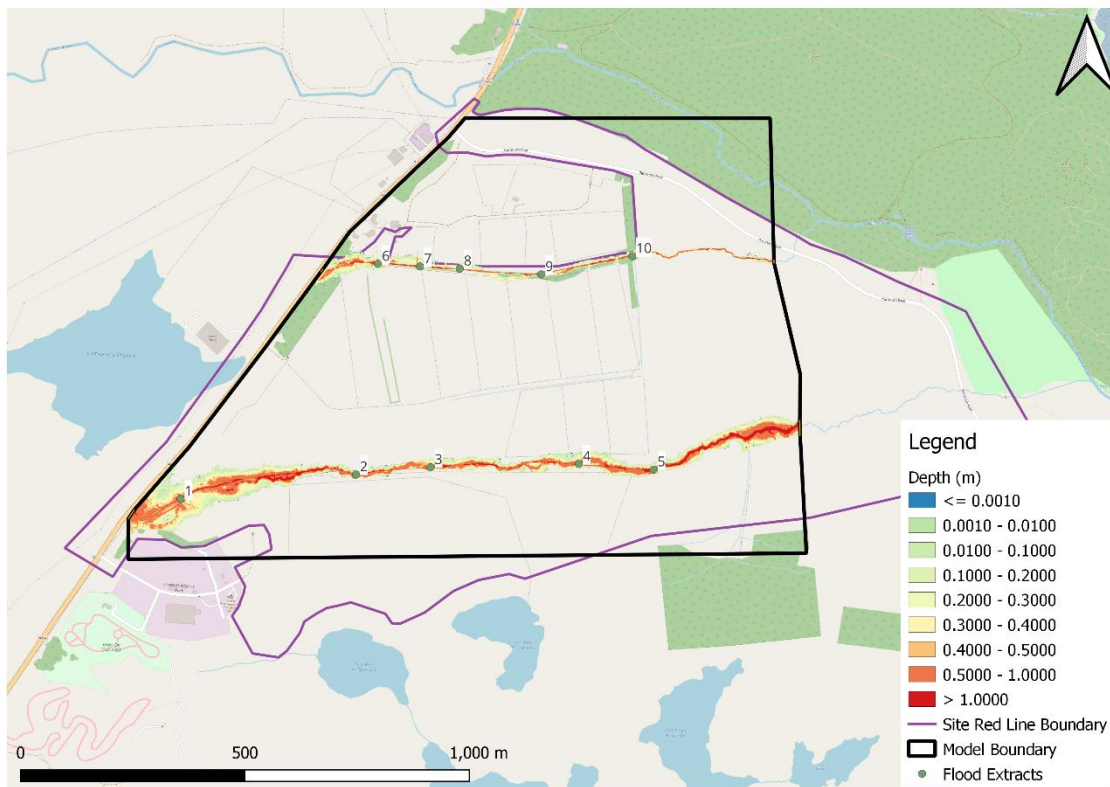 6
7
8
9
10
1
2
3
4
5
Legend
Depth (m)
<= 0.0010
0.0010 - 0.0100
0.0100 - 0.1000
0.1000 - 0.2000
0.2000 - 0.3000
0.3000 - 0.4000
0.4000 - 0.5000
0.5000 - 1.0000
> 1.0000
Site Red Line Boundary
Model Boundary
Flood Extracts
0
500
1,000 m